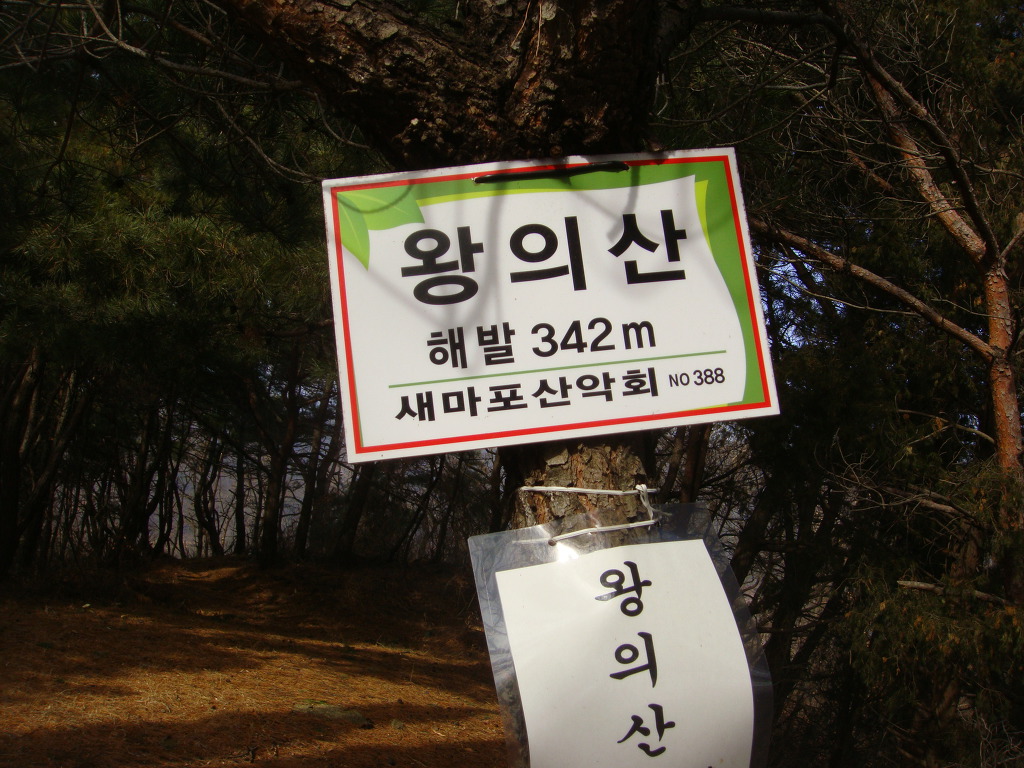 왕의산
해발 342m
새마포산악회 NO 388
왕
의
산